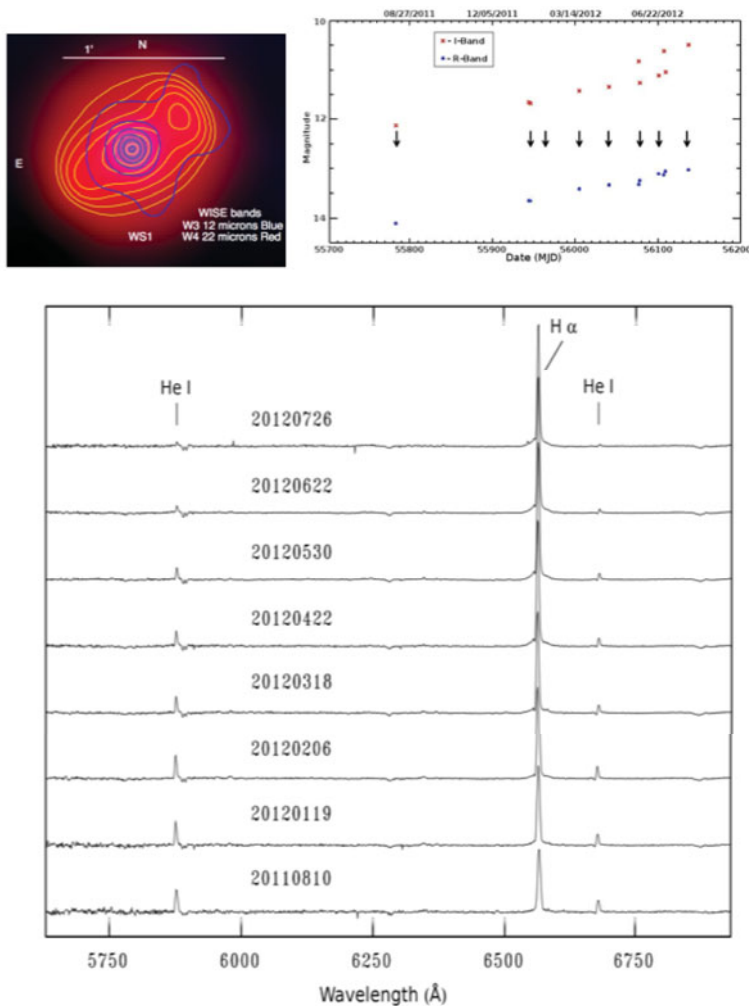 1'
N
E
WISE bands
W3 12 microns Blue
WS1
W4 22 microns Red
08/27/2011 12/05/2011 03/14/2012 06/22/2012
10
- I-Band
- R-Band
Magnitude
12
14
55700 55800 55900 56000 56100 56200
Date (MJD)
H α
He I
He I
20120726
20120622
20120530
20120422
20120318
20120206
20120119
20110810
5750 6000 6250 6500 6750
Wavelength (Å)